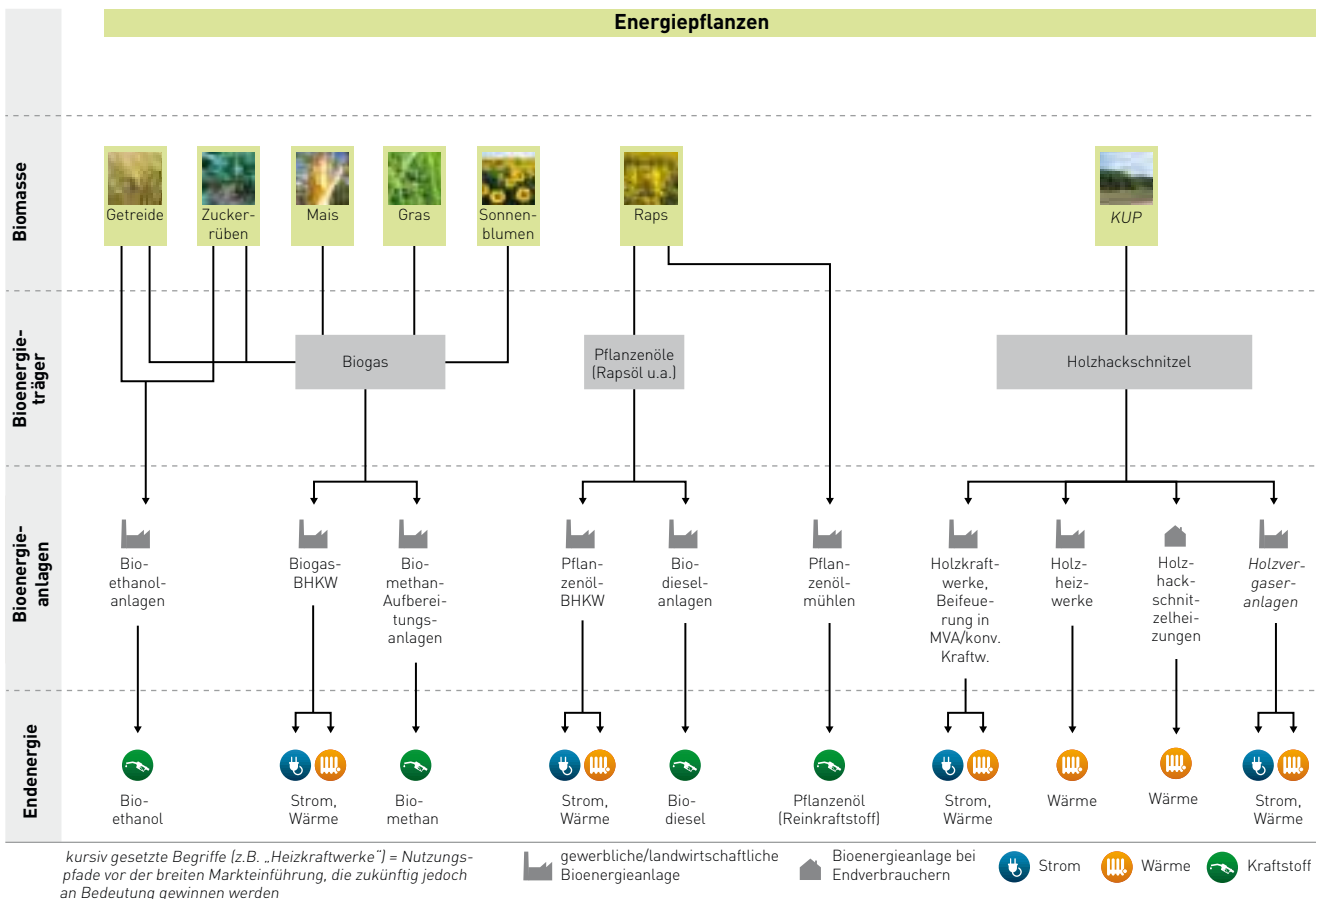 Energiepflanzen
Biomasse
Getreide
Zucker-
rüben
Mais
Gras
Sonnen-
blumen
Raps
KUP
Bioenergie-
träger
Biogas
Pflanzenöle
(Rapsöl u.a.)
Holzhackschnitzel
Bioenergie-
anlagen
Bio-
ethanol-
anlagen
Biogas-
BHKW
Bio-
methan-
Aufberei-
tungs-
anlagen
Pflan-
zenöl-
BHKW
Bio-
diesel-
anlagen
Pflan-
zenöl-
mühlen
Holzkraft-
werke,
Beifeue-
rung in
MVA/konv.
Kraftw.
Holz-
heiz-
werke
Holz-
hack-
schnit-
zelhei-
zungen
Holzver-
gaser-
anlagen
Endenergie
Bio-
ethanol
Strom,
Wärme
Bio-
methan
Strom,
Wärme
Bio-
diesel
Pflanzenöl
(Reinkraftstoff)
Strom,
Wärme
Wärme
Wärme
Strom,
Wärme
kursiv gesetzte Begriffe (z.B. „Heizkraftwerke“) = Nutzungs-
pfade vor der breiten Markteinführung, die zukünftig jedoch
an Bedeutung gewinnen werden
gewerbliche/landwirtschaftliche
Bioenergieanlage
Bioenergieanlage bei
Endverbrauchern
Strom
Wärme
Kraftstoff